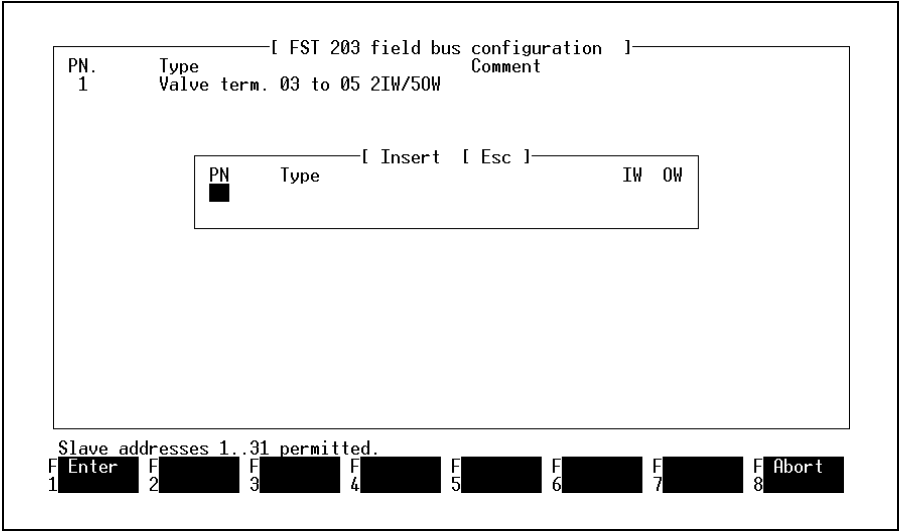 [ FST 203 field bus configuration ]
PN. Type Comment
1 Valve term. 03 to 05 2IW/5OW
[ Insert [ Esc ]
PN Type IW OW
Slave addresses 1..31 permitted.
F1 Enter F2 F3 F4 F5 F6 F7 F8 Abort